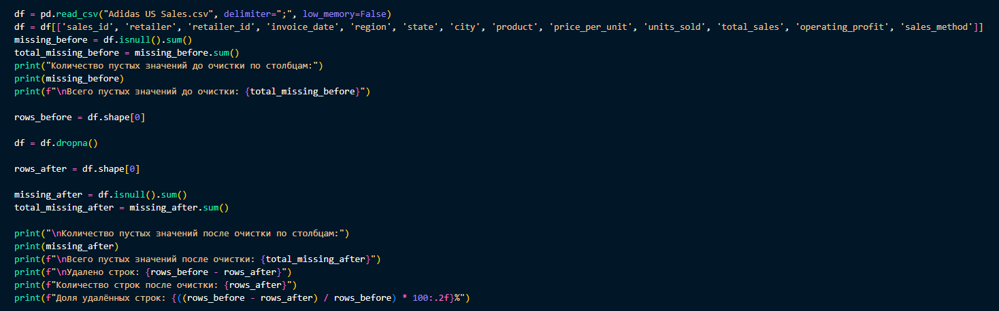 df = pd.read_csv("Adidas US Sales.csv", delimiter=";", low_memory=False)
df = df[['sales_id', 'retailer', 'retailer_id', 'invoice_date', 'region', 'state', 'city', 'product', 'price_per_unit', 'units_sold', 'total_sales', 'operating_profit', 'sales_method']]
missing_before = df.isnull().sum()
total_missing_before = missing_before.sum()
print("Количество пустых значений до очистки по столбцам:")
print(missing_before)
print(f"\nВсего пустых значений до очистки: {total_missing_before}")
rows_before = df.shape[0]
df = df.dropna()
rows_after = df.shape[0]
missing_after = df.isnull().sum()
total_missing_after = missing_after.sum()
print("\nКоличество пустых значений после очистки по столбцам:")
print(missing_after)
print(f"\nВсего пустых значений после очистки: {total_missing_after}")
print(f"\nУдалено строк: {rows_before - rows_after}")
print(f"Количество строк после очистки: {rows_after}")
print(f"Доля удалённых строк: {((rows_before - rows_after) / rows_before) * 100:.2f}%")